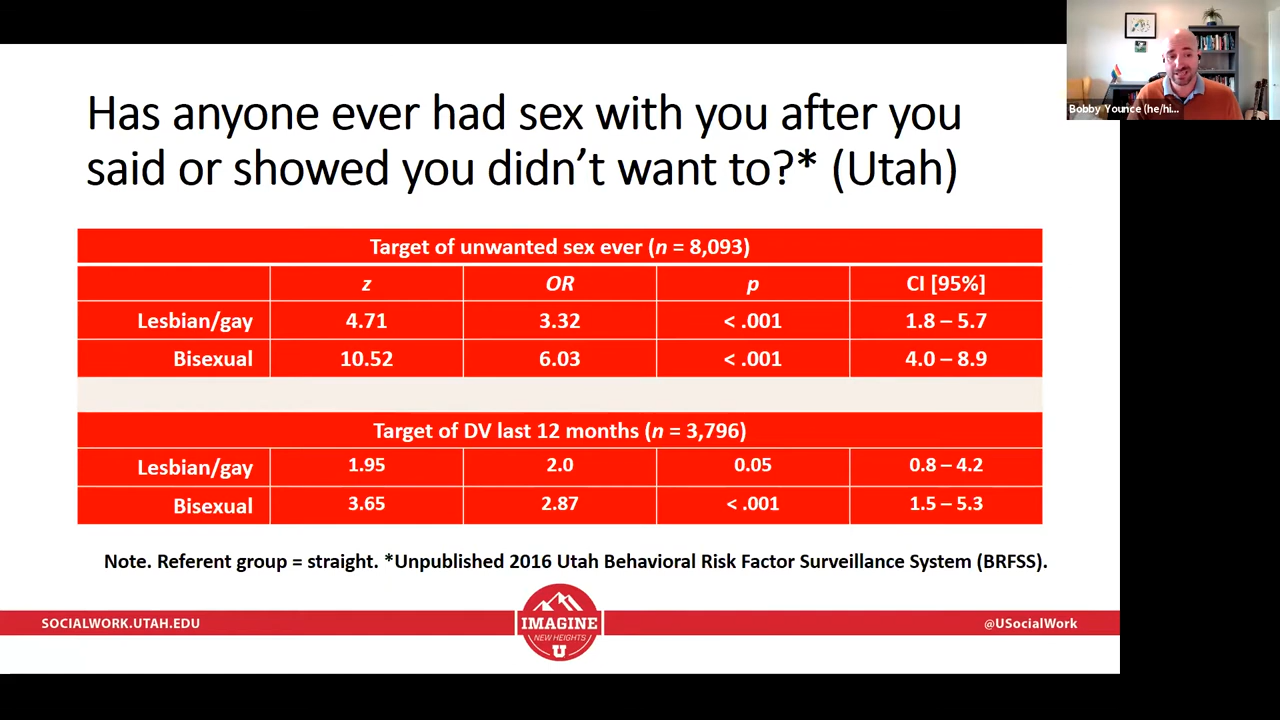 Has anyone ever had sex with you after you
said or showed you didn’t want to?* (Utah)
Target of unwanted sex ever (n = 8,093)
z OR p CI [95%]
Lesbian/gay 4.71 3.32 < .001 1.8 – 5.7
Bisexual 10.52 6.03 < .001 4.0 – 8.9
Target of DV last 12 months (n = 3,796)
Lesbian/gay 1.95 2.0 0.05 0.8 – 4.2
Bisexual 3.65 2.87 < .001 1.5 – 5.3
Note. Referent group = straight. *Unpublished 2016 Utah Behavioral Risk Factor Surveillance System (BRFSS).
SOCIALWORK.UTAH.EDU
IMAGINE
NEW HEIGHTS
U
@USocialWork
Bobby Younce (he/hi...